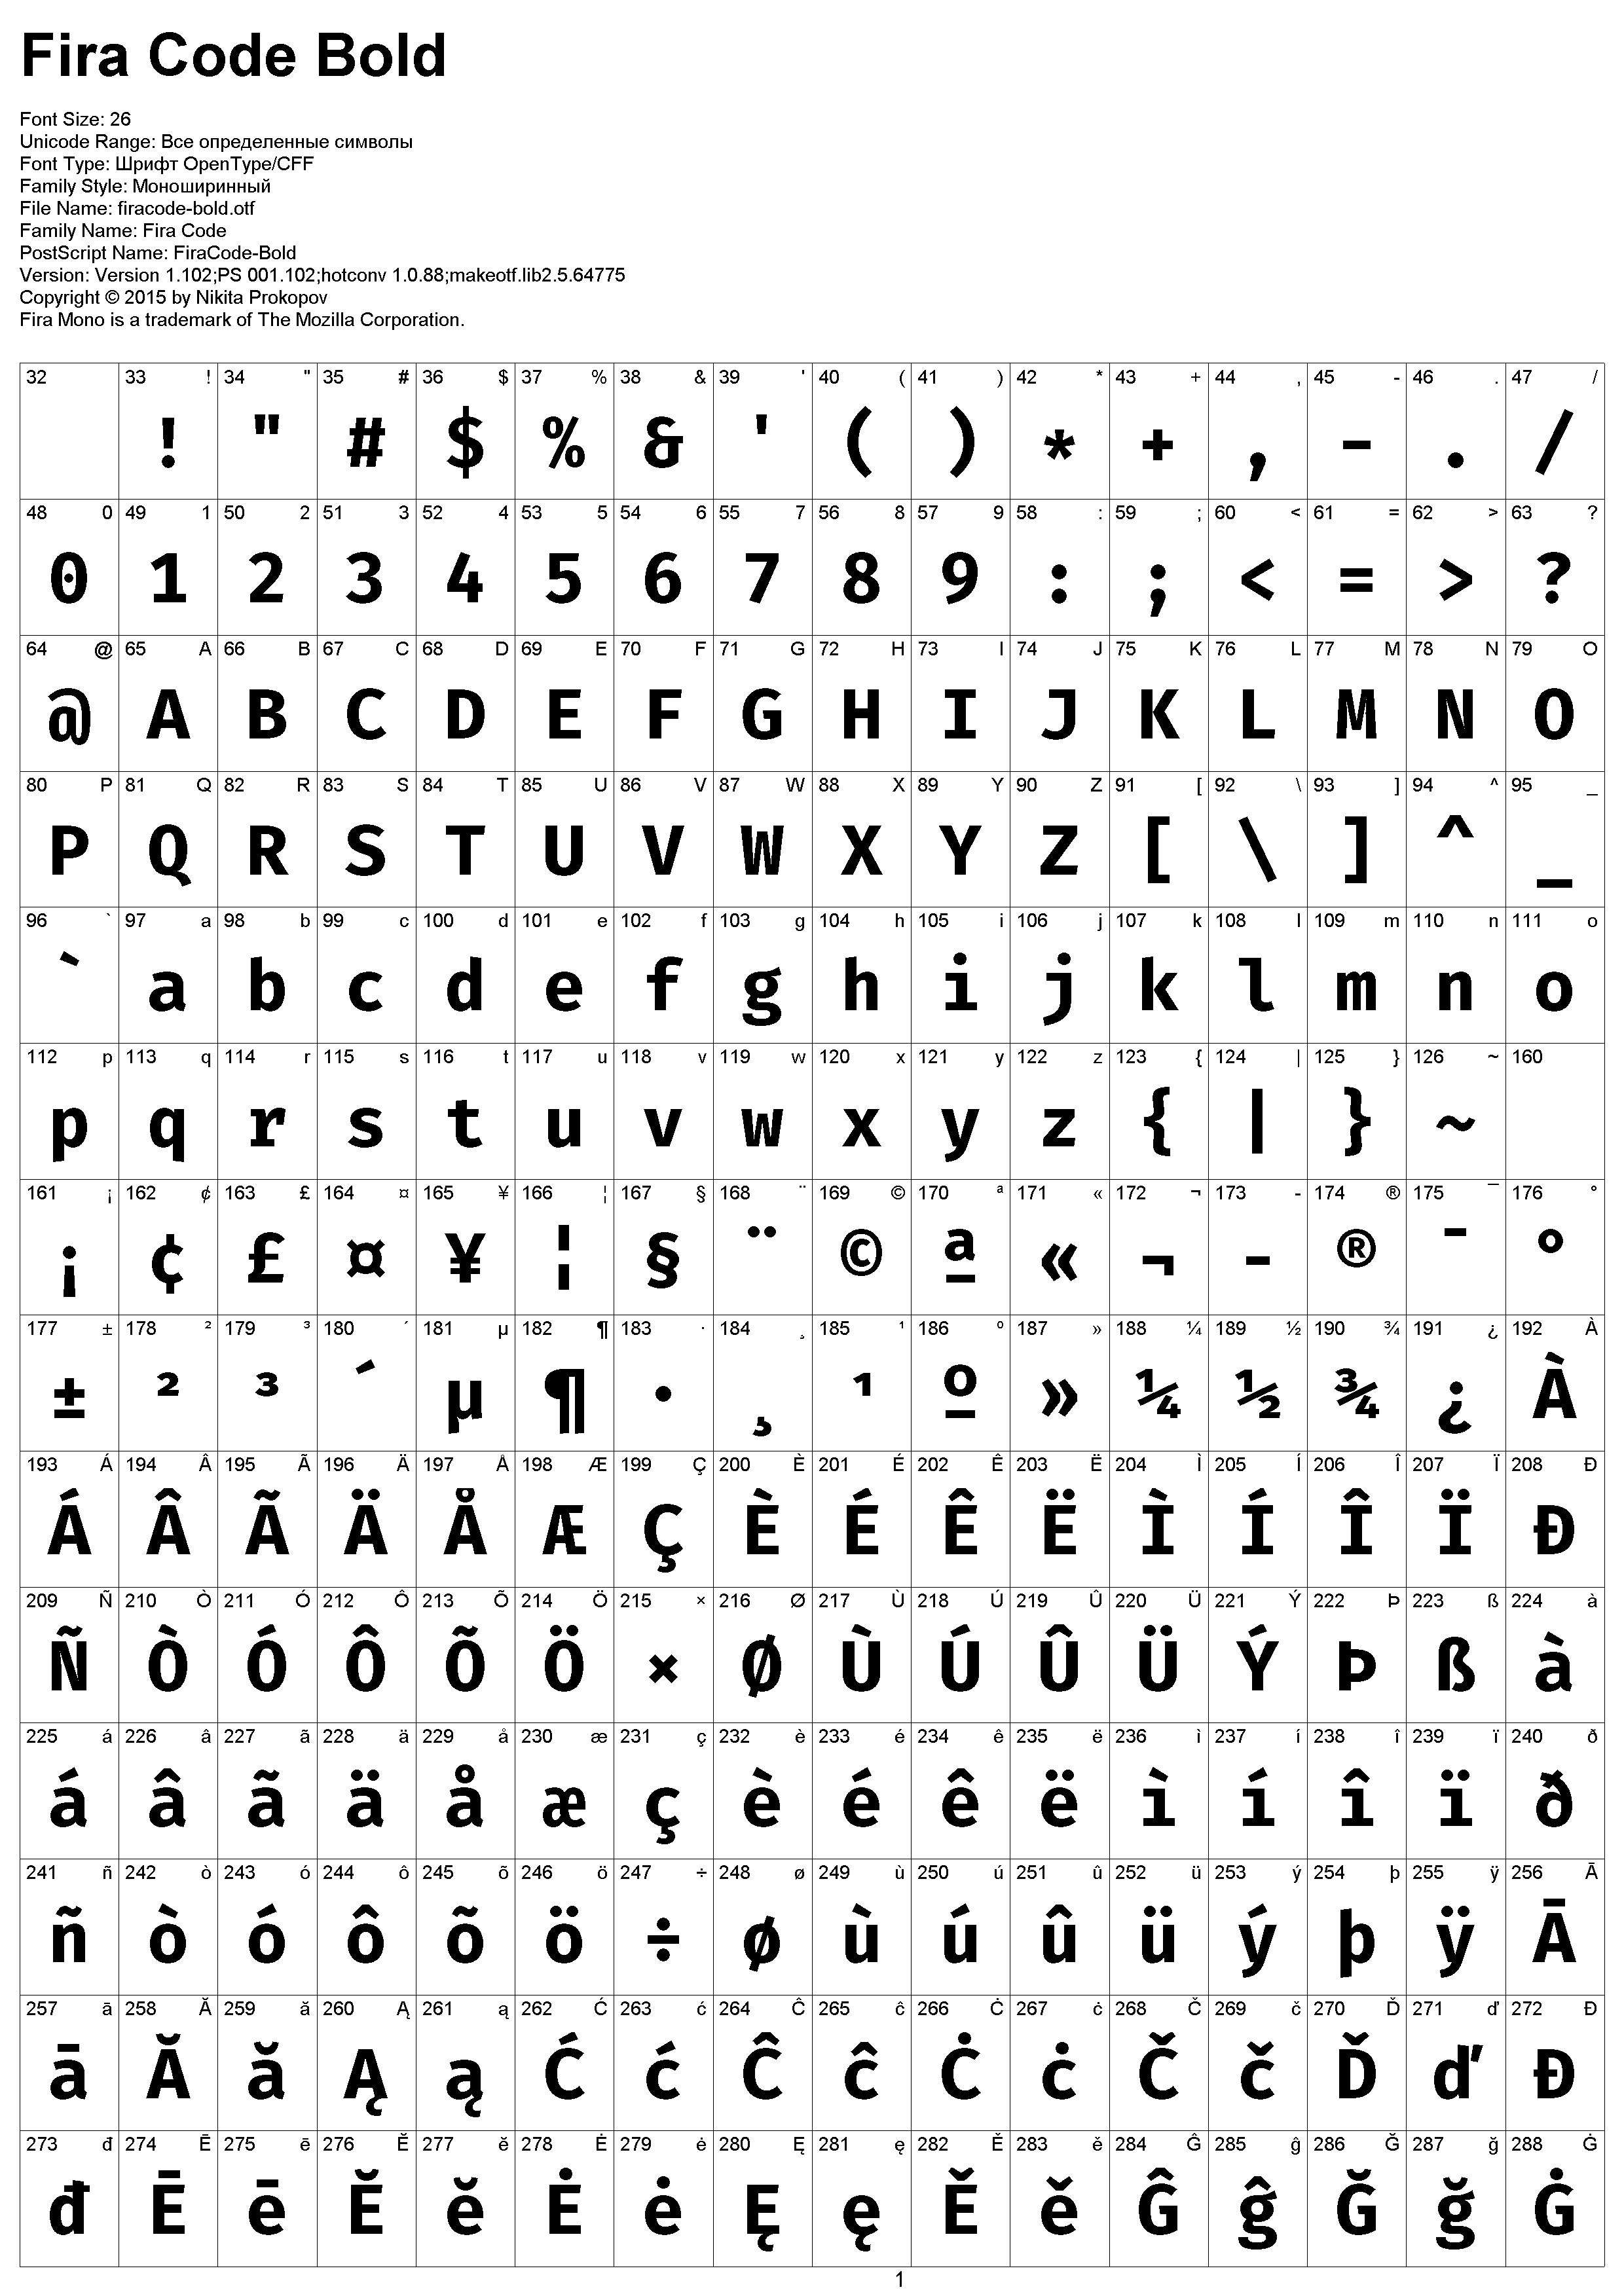 Fira Code Bold
Font Size: 26
Unicode Range: Все определенные символы
Font Type: Шрифт OpenType/CFF
Family Style: Моноширинный
File Name: firacode-bold.otf
Family Name: Fira Code
PostScript Name: FiraCode-Bold
Version: Version 1.102;PS 001.102;hotconv 1.0.88;makeotf.lib2.5.64775
Copyright © 2015 by Nikita Prokopov
Fira Mono is a trademark of The Mozilla Corporation.
32 33 ! 34 " 35 # 36 $ 37 % 38 & 39 ' 40 ( 41 ) 42 * 43 + 44 , 45 - 46 . 47 /
! " # $ % & ' ( ) * + , - . /
48 0 49 1 50 2 51 3 52 4 53 5 54 6 55 7 56 8 57 9 58 : 59 ; 60 < 61 = 62 > 63 ?
0 1 2 3 4 5 6 7 8 9 : ; < = > ?
64 @ 65 A 66 B 67 C 68 D 69 E 70 F 71 G 72 H 73 I 74 J 75 K 76 L 77 M 78 N 79 O
@ A B C D E F G H I J K L M N O
80 P 81 Q 82 R 83 S 84 T 85 U 86 V 87 W 88 X 89 Y 90 Z 91 [ 92 \ 93 ] 94 ^ 95 _
P Q R S T U V W X Y Z [ \ ] ^ _
96 ` 97 a 98 b 99 c 100 d 101 e 102 f 103 g 104 h 105 i 106 j 107 k 108 l 109 m 110 n 111 o
` a b c d e f g h i j k l m n o
112 p 113 q 114 r 115 s 116 t 117 u 118 v 119 w 120 x 121 y 122 z 123 { 124 | 125 } 126 ~ 160
p q r s t u v w x y z { | } ~
161 ¡ 162 ¢ 163 £ 164 ¤ 165 ¥ 166 ¦ 167 § 168 ¨ 169 © 170 ª 171 « 172 ¬ 173 - 174 ® 175 ¯ 176 °
¡ ¢ £ ¤ ¥ ¦ § ¨ © ª « ¬ - ® ¯ °
177 ± 178 ² 179 ³ 180 ´ 181 µ 182 ¶ 183 · 184 ¸ 185 ¹ 186 º 187 » 188 ¼ 189 ½ 190 ¾ 191 ¿ 192 À
± ² ³ ´ µ ¶ · ¸ ¹ º » ¼ ½ ¾ ¿ À
193 Á 194 Â 195 Ã 196 Ä 197 Å 198 Æ 199 Ç 200 È 201 É 202 Ê 203 Ë 204 Ì 205 Í 206 Î 207 Ï 208 Ð
Á Â Ã Ä Å Æ Ç È É Ê Ë Ì Í Î Ï Ð
209 Ñ 210 Ò 211 Ó 212 Ô 213 Õ 214 Ö 215 × 216 Ø 217 Ù 218 Ú 219 Û 220 Ü 221 Ý 222 Þ 223 ß 224 à
Ñ Ò Ó Ô Õ Ö × Ø Ù Ú Û Ü Ý Þ ß à
225 á 226 â 227 ã 228 ä 229 å 230 æ 231 ç 232 è 233 é 234 ê 235 ë 236 ì 237 í 238 î 239 ï 240 ð
á â ã ä å æ ç è é ê ë ì í î ï ð
241 ñ 242 ò 243 ó 244 ô 245 õ 246 ö 247 ÷ 248 ø 249 ù 250 ú 251 û 252 ü 253 ý 254 þ 255 ÿ 256 Ā
ñ ò ó ô õ ö ÷ ø ù ú û ü ý þ ÿ Ā
257 ā 258 Ă 259 ă 260 Ą 261 ą 262 Ć 263 ć 264 Ĉ 265 ĉ 266 Ċ 267 ċ 268 Č 269 č 270 Ď 271 ď 272 Đ
ā Ă ă Ą ą Ć ć Ĉ ĉ Ċ ċ Č č Ď ď Đ
273 đ 274 Ē 275 ē 276 Ĕ 277 ĕ 278 Ė 279 ė 280 Ę 281 ę 282 Ě 283 ě 284 Ĝ 285 ĝ 286 Ğ 287 ğ 288 Ġ
đ Ē ē Ĕ ĕ Ė ė Ę ę Ě ě Ĝ ĝ Ğ ğ Ġ
1